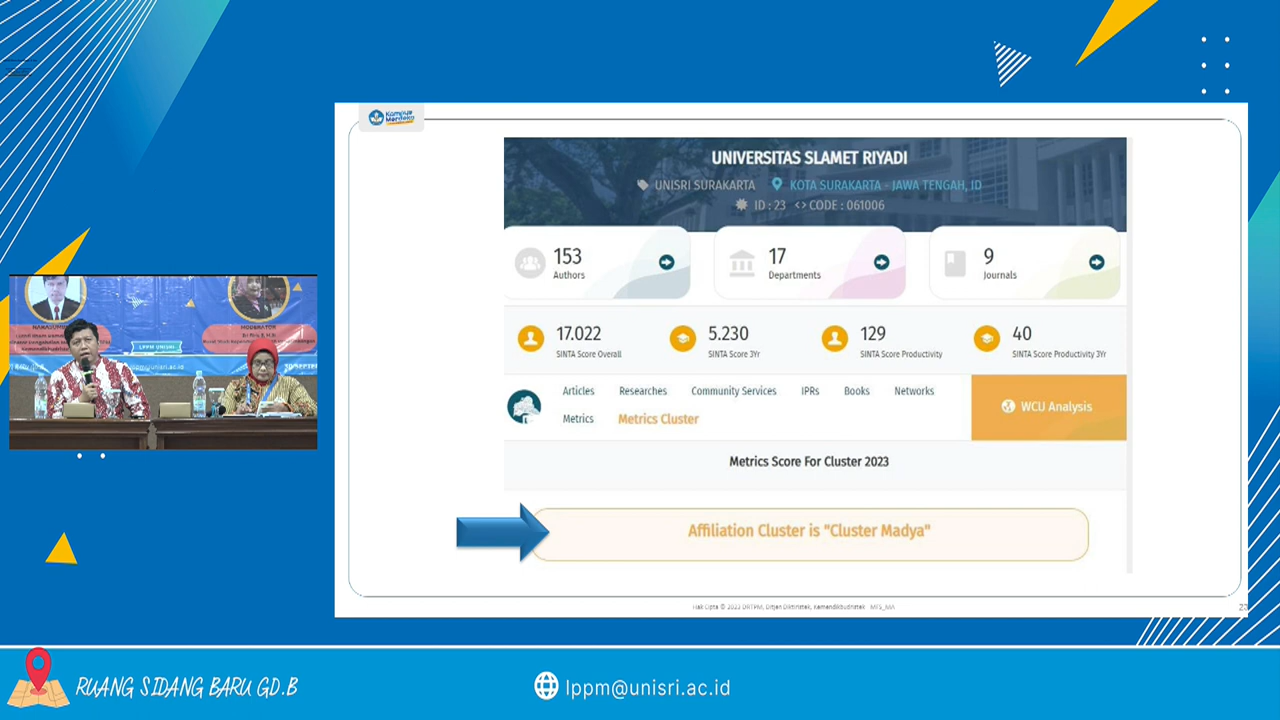 Kampus
Merdeka
UNIVERSITAS SLAMET RIYADI
UNISRI SURAKARTA
KOTA SURAKARTA - JAWA TENGAH, ID
ID : 23 <> CODE : 061006
153
Authors
17
Departments
9
Journals
17.022
SINTA Score Overall
5.230
SINTA Score 3Yr
129
SINTA Score Productivity
40
SINTA Score Productivity 3Yr
Articles
Researches
Community Services
IPRs
Books
Networks
Metrics
Metrics Cluster
WCU Analysis
Metrics Score For Cluster 2023
Affiliation Cluster is "Cluster Madya"
MODERATOR
LPPM UNISRI
RUANG SIDANG BARU GD.B
lppm@unisri.ac.id